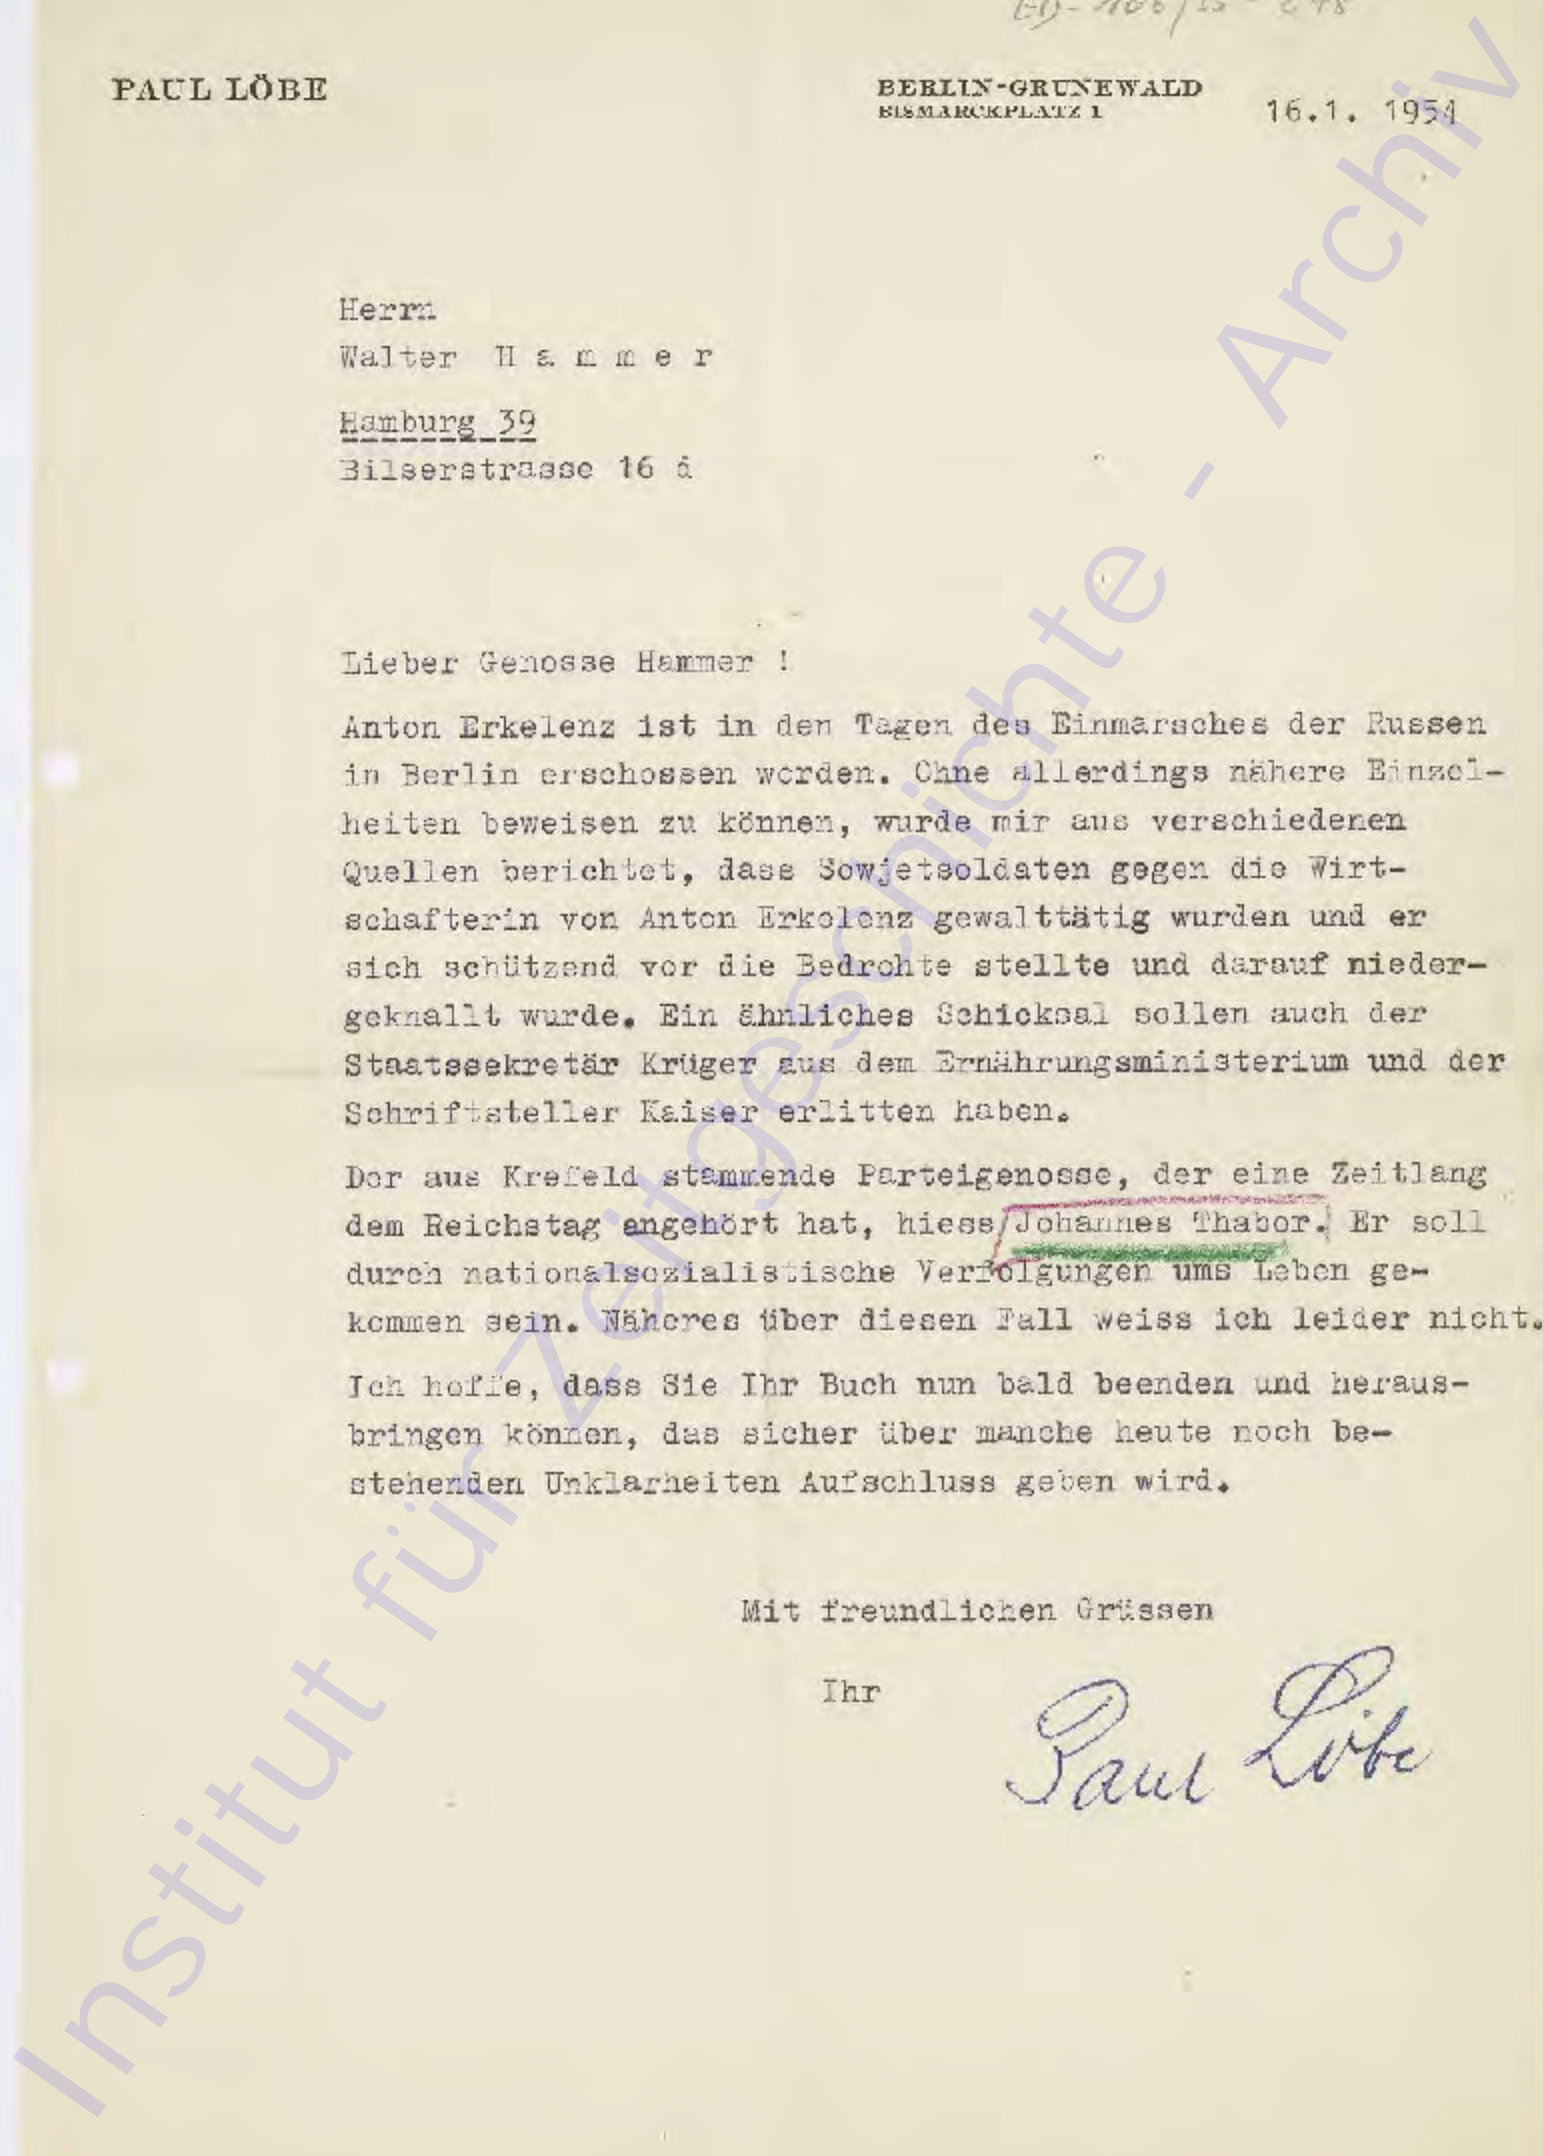 PAUL LÖBE
BERLIN-GRUNEWALD
BISMARCKPLATZ 1
16.1. 1954
Herrn
Walter H a m m e r
Hamburg 39
Bilserstrasse 16
Lieber Genosse Hammer !
Anton Erkelenz ist in den Tagen des Einmarsches der Russen
in Berlin erschossen worden. Ohne allerdings nähere Einzel-
heiten beweisen zu können, wurde mir aus verschiedenen
Quellen berichtet, dass Sowjetsoldaten gegen die Wirt-
schafterin von Anton Erkelenz gewalttätig wurden und er
sich schützend vor die Bedrohte stellte und darauf nieder-
geknallt wurde. Ein ähnliches Schicksal sollen auch der
Staatssekretär Krüger aus dem Ernährungsministerium und der
Schriftsteller Kaiser erlitten haben.
Der aus Krefeld stammende Parteigenosse, der eine Zeitlang
dem Reichstag angehört hat, hiess Johannes Thabor. Er soll
durch nationalsozialistische Verfolgungen ums Leben ge-
kommen sein. Näheres über diesen Fall weiss ich leider nicht.
Ich hoffe, dass Sie Ihr Buch nun bald beenden und heraus-
bringen können, das sicher über manche heute noch be-
stehenden Unklarheiten Aufschluss geben wird.
Mit freundlichen Grüssen
Ihr
Paul Löbe
Institut für Zeitgeschichte - Archiv